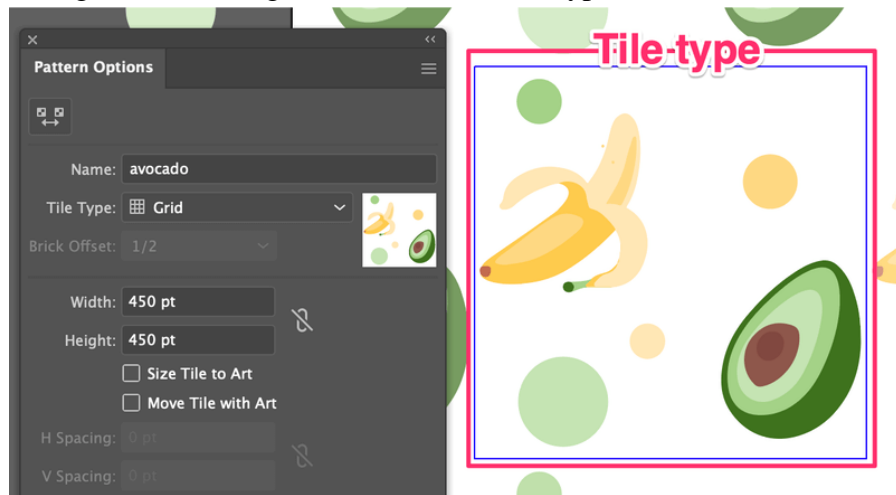 Pattern Options
Name: avocado
Tile Type: Grid
Brick Offset: 1/2
Width: 450 pt
Height: 450 pt
Size Tile to Art
Move Tile with Art
H Spacing: 0 pt
V Spacing: 0 pt
Tile-type